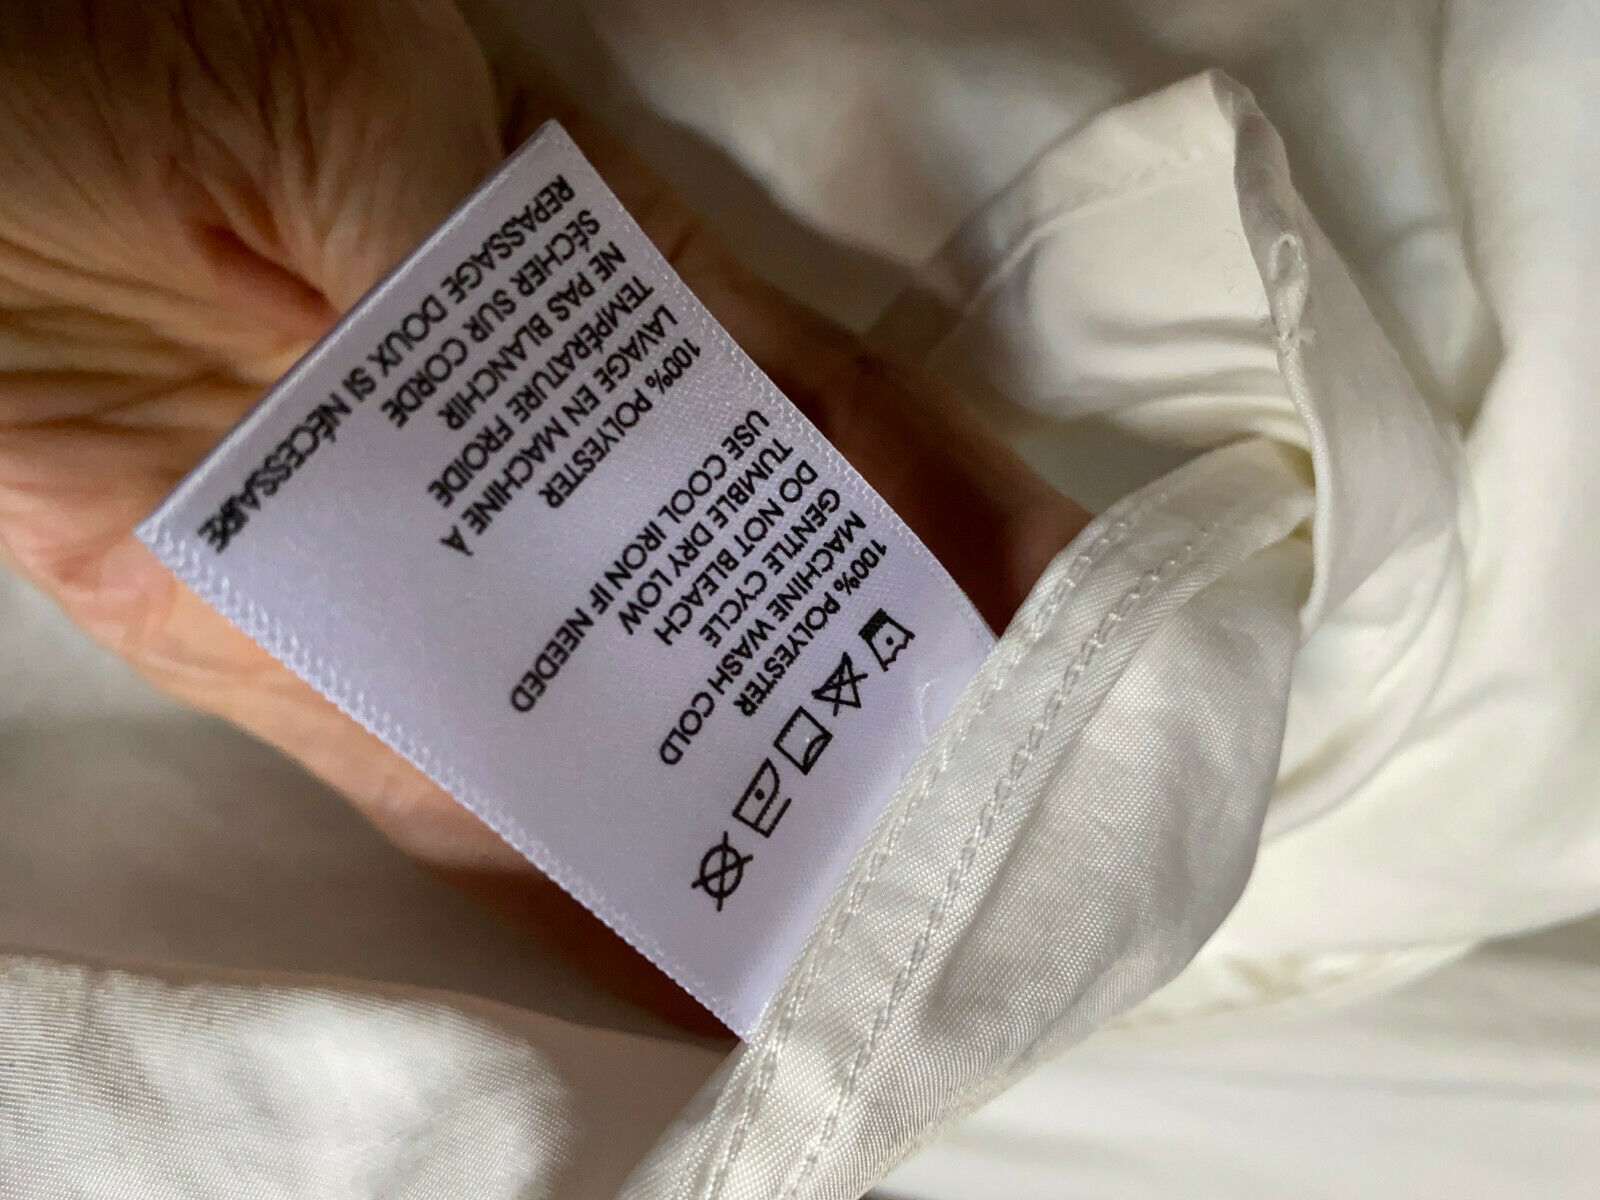 100% POLYESTER
MACHINE WASH COLD
GENTLE CYCLE
DO NOT BLEACH
TUMBLE DRY LOW
USE COOL IRON IF NEEDED
100% POLYESTER
LAVAGE EN MACHINE À
TEMPÉRATURE FROIDE
NE PAS BLANCHIR
SÉCHER SUR CORDE
REPASSAGE DOUX SI NÉCESSAIRE